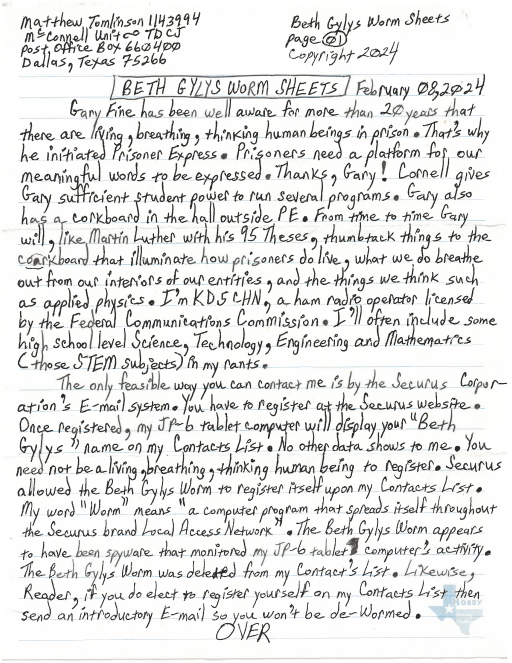 Matthew Tomlinson 1143994
McConnell Unit ∞ TDCJ
Post Office Box 660400
Dallas, Texas 75266
Beth Gylys Worm Sheets
page 01
Copyright 2024
BETH GYLYS WORM SHEETS February 08, 2024
Gary Fine has been well aware for more than 20 years that
there are living, breathing, thinking human beings in prison. That's why
he initiated Prisoner Express. Prisoners need a platform for our
meaningful words to be expressed. Thanks, Gary! Cornell gives
Gary sufficient student power to run several programs. Gary also
has a corkboard in the hall outside PE. From time to time Gary
will, like Martin Luther with his 95 Theses, thumbtack things to the
corkboard that illuminate how prisoners do live, what we do breathe
out from our interiors of our entities, and the things we think such
as applied physics. I'm KD5CHN, a ham radio operator licensed
by the Federal Communications Commission. I'll often include some
high school level Science, Technology, Engineering and Mathematics
(those STEM subjects) in my rants.
The only feasible way you can contact me is by the Securus Corpor-
ation's E-mail system. You have to register at the Securus website.
Once registered, my JP-6 tablet computer will display your "Beth
Gylys" name on my Contacts List. No other data shows to me. You
need not be a living, breathing, thinking human being to register. Securus
allowed the Beth Gylys Worm to register itself upon my Contacts List.
My word "Worm" means "a computer program that spreads itself throughout
the Securus brand Local Access Network". The Beth Gylys Worm appears
to have been spyware that monitored my JP-6 tablet computer's activity.
The Beth Gylys Worm was deleted from my Contact's List. Likewise,
Reader, if you do elect to register yourself on my Contacts List then
send an introductory E-mail so you won't be de-Wormed.
OVER